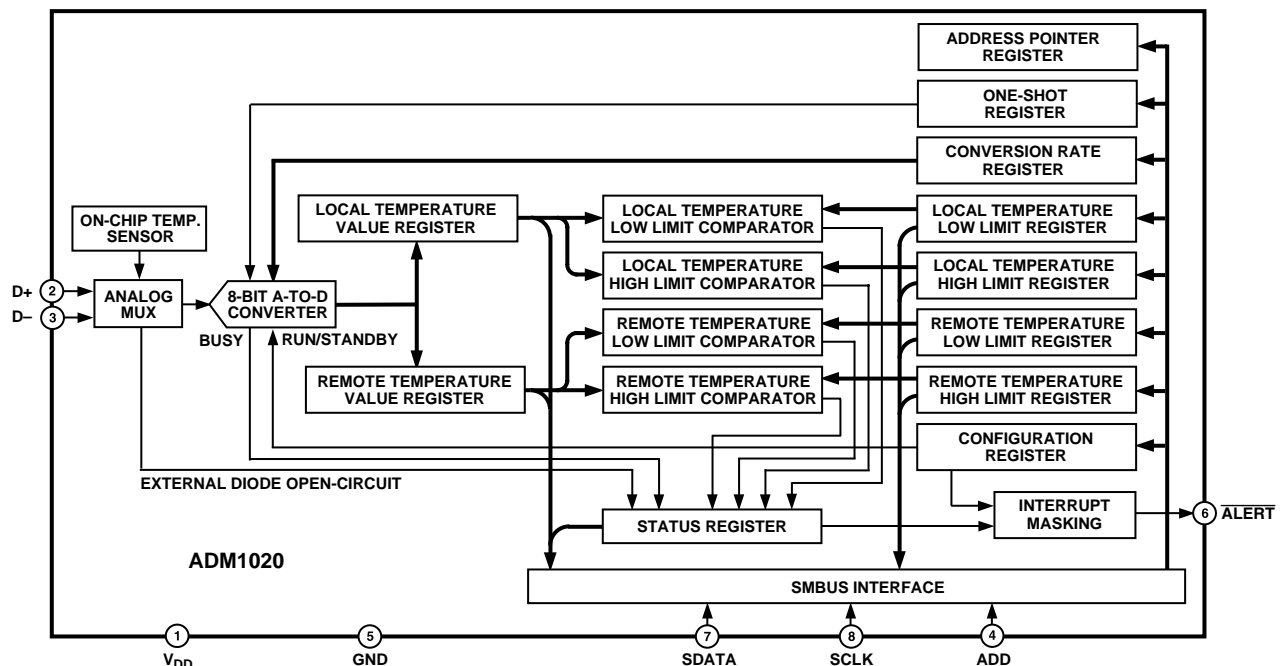 ADDRESS POINTER
REGISTER
ONE-SHOT
REGISTER
CONVERSION RATE
REGISTER
ON-CHIP TEMP.
SENSOR
LOCAL TEMPERATURE
VALUE REGISTER
LOCAL TEMPERATURE
LOW LIMIT COMPARATOR
LOCAL TEMPERATURE
LOW LIMIT REGISTER
D+
2
D–
3
ANALOG
MUX
8-BIT A-TO-D
CONVERTER
LOCAL TEMPERATURE
HIGH LIMIT COMPARATOR
LOCAL TEMPERATURE
HIGH LIMIT REGISTER
BUSY
RUN/STANDBY
REMOTE TEMPERATURE
LOW LIMIT COMPARATOR
REMOTE TEMPERATURE
LOW LIMIT REGISTER
REMOTE TEMPERATURE
VALUE REGISTER
REMOTE TEMPERATURE
HIGH LIMIT COMPARATOR
REMOTE TEMPERATURE
HIGH LIMIT REGISTER
CONFIGURATION
REGISTER
EXTERNAL DIODE OPEN-CIRCUIT
STATUS REGISTER
INTERRUPT
MASKING
6
ALERT
ADM1020
SMBUS INTERFACE
1
5
7
8
4
VDD
GND
SDATA
SCLK
ADD